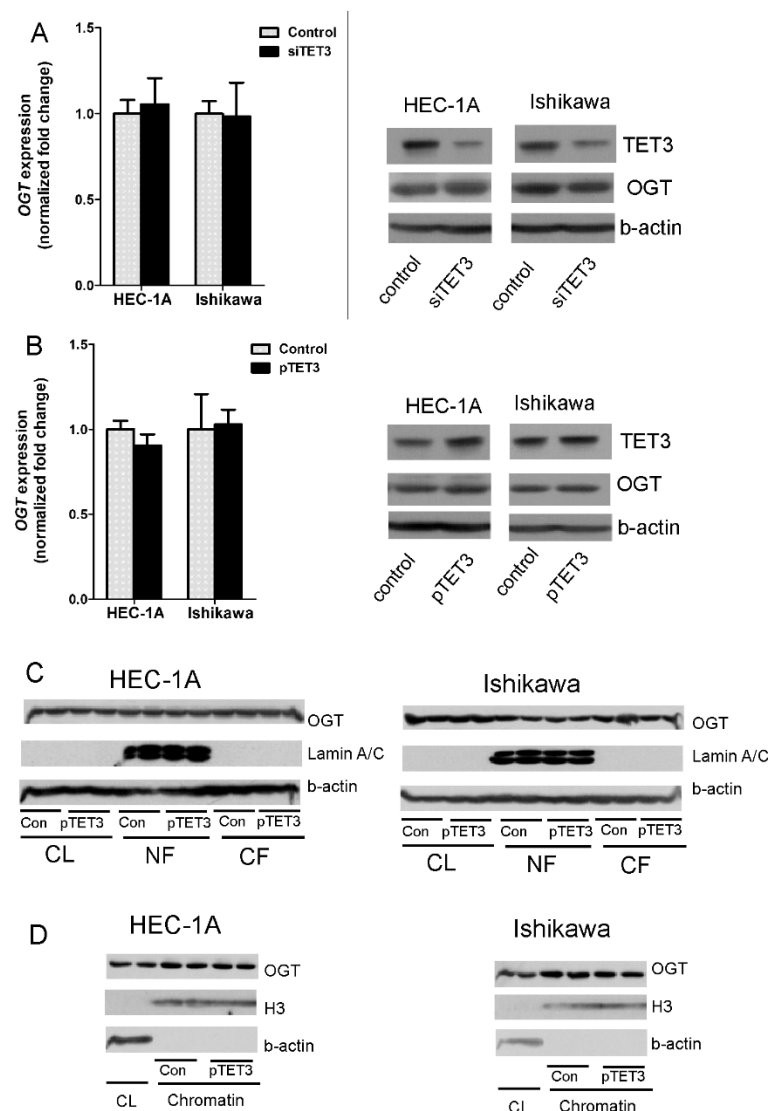 A
Control
siTET3
OGT expression
(normalized fold change)
1.5
1.0
0.5
0.0
HEC-1A Ishikawa
HEC-1A Ishikawa
TET3
OGT
b-actin
control siTET3 control siTET3
B
Control
pTET3
OGT expression
(normalized fold change)
1.5
1.0
0.5
0.0
HEC-1A Ishikawa
HEC-1A Ishikawa
TET3
OGT
b-actin
control pTET3 control pTET3
C
HEC-1A
OGT
Lamin A/C
b-actin
Con pTET3 Con pTET3 Con pTET3
CL NF CF
Ishikawa
OGT
Lamin A/C
b-actin
Con pTET3 Con pTET3 Con pTET3
CL NF CF
D
HEC-1A
OGT
H3
b-actin
Con pTET3
CL Chromatin
Ishikawa
OGT
H3
b-actin
Con pTET3
CL Chromatin